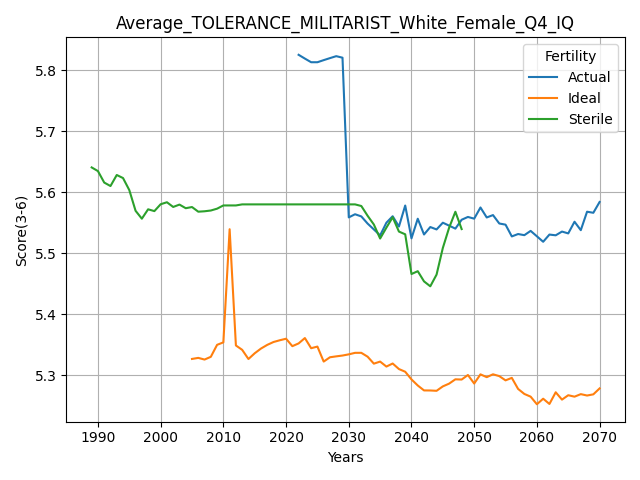 Average_TOLERANCE_MILITARIST_White_Female_Q4_IQ
Fertility
Actual
Ideal
Sterile
Score(3-6)
5.8
5.7
5.6
5.5
5.4
5.3
1990 2000 2010 2020 2030 2040 2050 2060 2070
Years